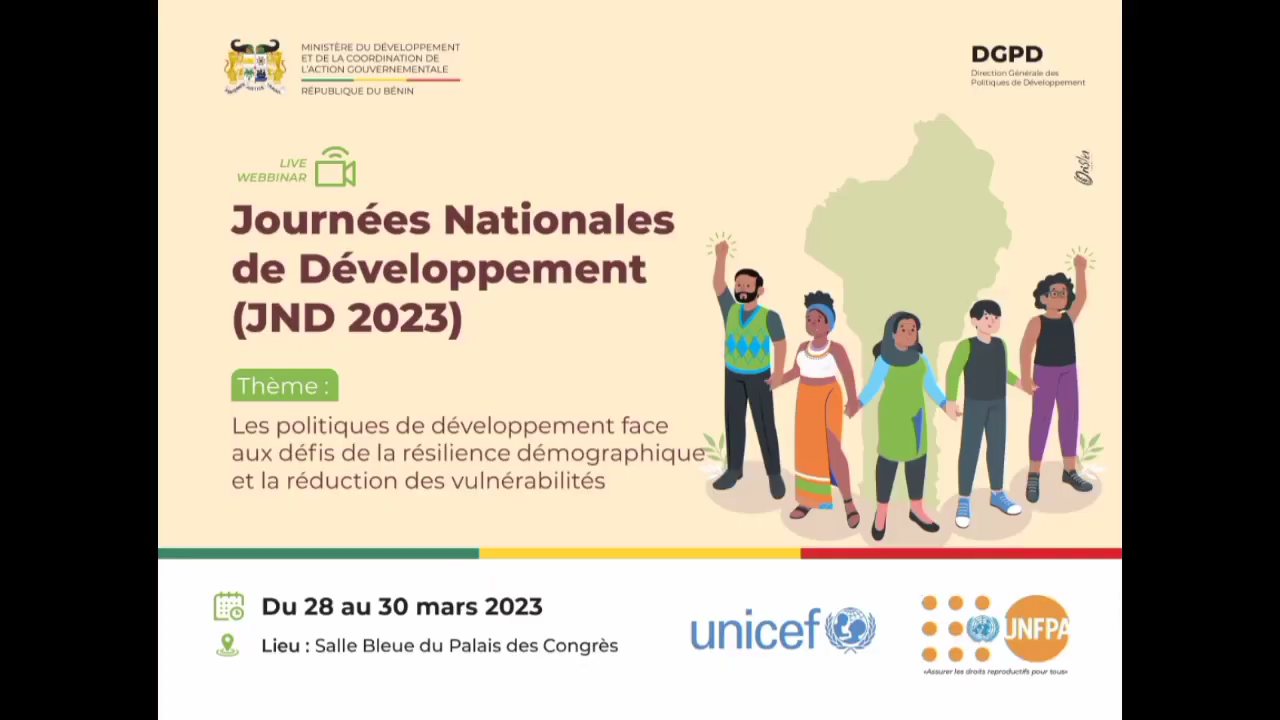 MINISTÈRE DU DÉVELOPPEMENT
ET DE LA COORDINATION DE
L'ACTION GOUVERNEMENTALE
RÉPUBLIQUE DU BÉNIN
DGPD
Direction Générale des
Politiques de Développement
LIVE
WEBBINAR
Journées Nationales
de Développement
(JND 2023)
Thème :
Les politiques de développement face
aux défis de la résilience démographique
et la réduction des vulnérabilités
Du 28 au 30 mars 2023
Lieu : Salle Bleue du Palais des Congrès
unicef
UNFPA
«Assurer les droits reproductifs pour tous»